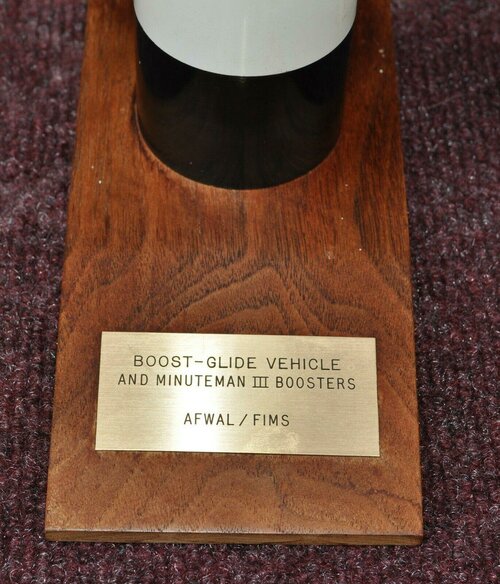 BOOST-GLIDE VEHICLE
AND MINUTEMAN III BOOSTERS
AFWAL/FIMS